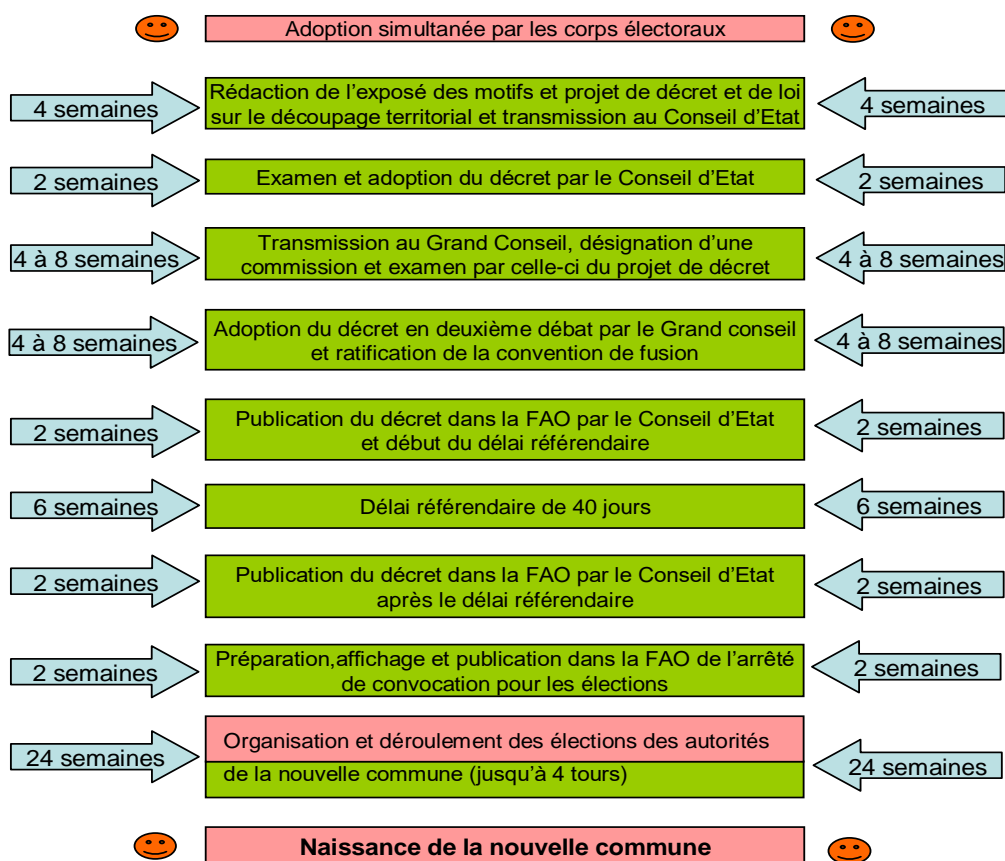 Adoption simultanée par les corps électoraux
4 semaines
Rédaction de l'exposé des motifs et projet de décret et de loi
sur le découpage territorial et transmission au Conseil d'Etat
4 semaines
2 semaines
Examen et adoption du décret par le Conseil d'Etat
2 semaines
4 à 8 semaines
Transmission au Grand Conseil, désignation d'une
commission et examen par celle-ci du projet de décret
4 à 8 semaines
4 à 8 semaines
Adoption du décret en deuxième débat par le Grand conseil
et ratification de la convention de fusion
4 à 8 semaines
2 semaines
Publication du décret dans la FAO par le Conseil d'Etat
et début du délai référendaire
2 semaines
6 semaines
Délai référendaire de 40 jours
6 semaines
2 semaines
Publication du décret dans la FAO par le Conseil d'Etat
après le délai référendaire
2 semaines
2 semaines
Préparation,affichage et publication dans la FAO de l'arrêté
de convocation pour les élections
2 semaines
24 semaines
Organisation et déroulement des élections des autorités
de la nouvelle commune (jusqu'à 4 tours)
24 semaines
Naissance de la nouvelle commune